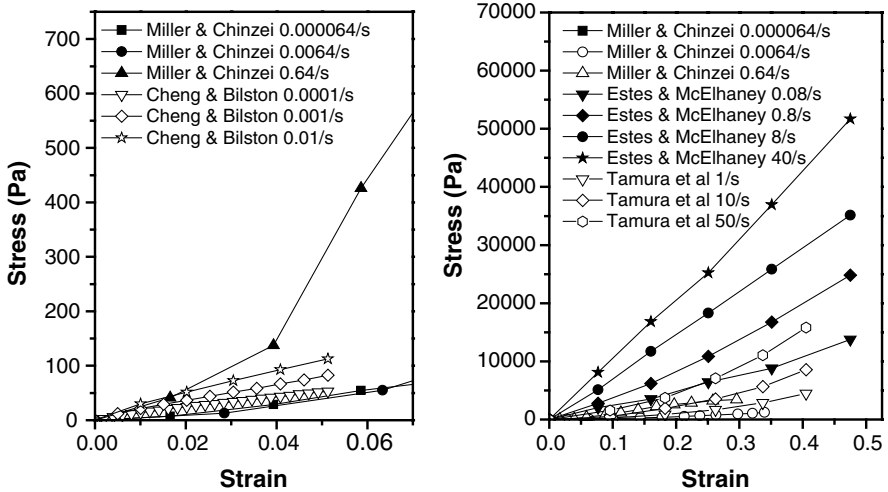 750
600
450
300
150
0
0.00
0.02
0.04
0.06
Stress (Pa)
Strain
Miller & Chinzei 0.000064/s
Miller & Chinzei 0.0064/s
Miller & Chinzei 0.64/s
Cheng & Bilston 0.0001/s
Cheng & Bilston 0.001/s
Cheng & Bilston 0.01/s
70000
60000
50000
40000
30000
20000
10000
0
0.0
0.1
0.2
0.3
0.4
0.5
Stress (Pa)
Strain
Miller & Chinzei 0.000064/s
Miller & Chinzei 0.0064/s
Miller & Chinzei 0.64/s
Estes & McElhaney 0.08/s
Estes & McElhaney 0.8/s
Estes & McElhaney 8/s
Estes & McElhaney 40/s
Tamura et al 1/s
Tamura et al 10/s
Tamura et al 50/s